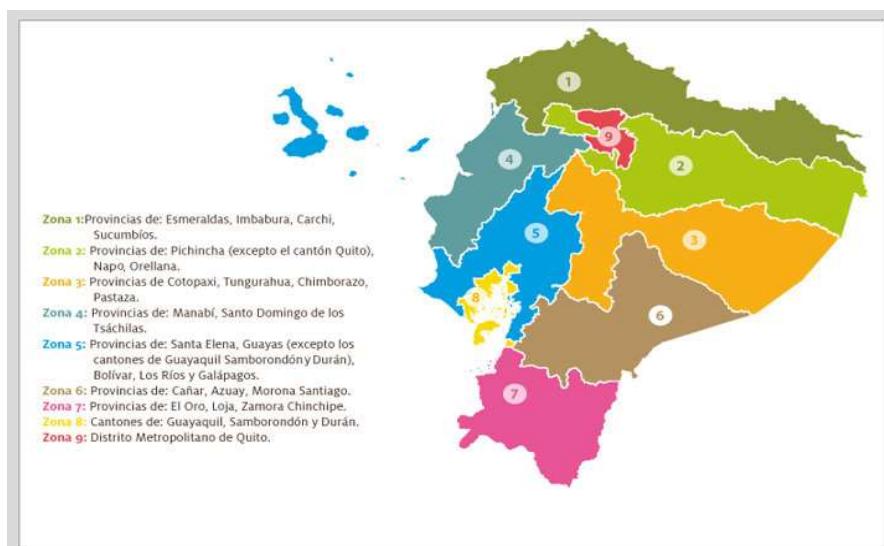 Zona 1:Provincias de: Esmeraldas, Imbabura, Carchi,
Sucumbíos.
Zona 2: Provincias de: Pichincha (excepto el cantón Quito),
Napo, Orellana.
Zona 3: Provincias de Cotopaxi, Tungurahua, Chimborazo,
Pastaza.
Zona 4: Provincias de: Manabí, Santo Domingo de los
Tsáchilas.
Zona 5: Provincias de: Santa Elena, Guayas (excepto los
cantones de Guayaquil Samborondón y Durán),
Bolívar, Los Ríos y Galápagos.
Zona 6: Provincias de: Cañar, Azuay, Morona Santiago.
Zona 7: Provincias de: El Oro, Loja, Zamora Chinchipe.
Zona 8: Cantones de: Guayaquil, Samborondón y Durán.
Zona 9: Distrito Metropolitano de Quito.
1
9
2
4
5
3
8
6
7